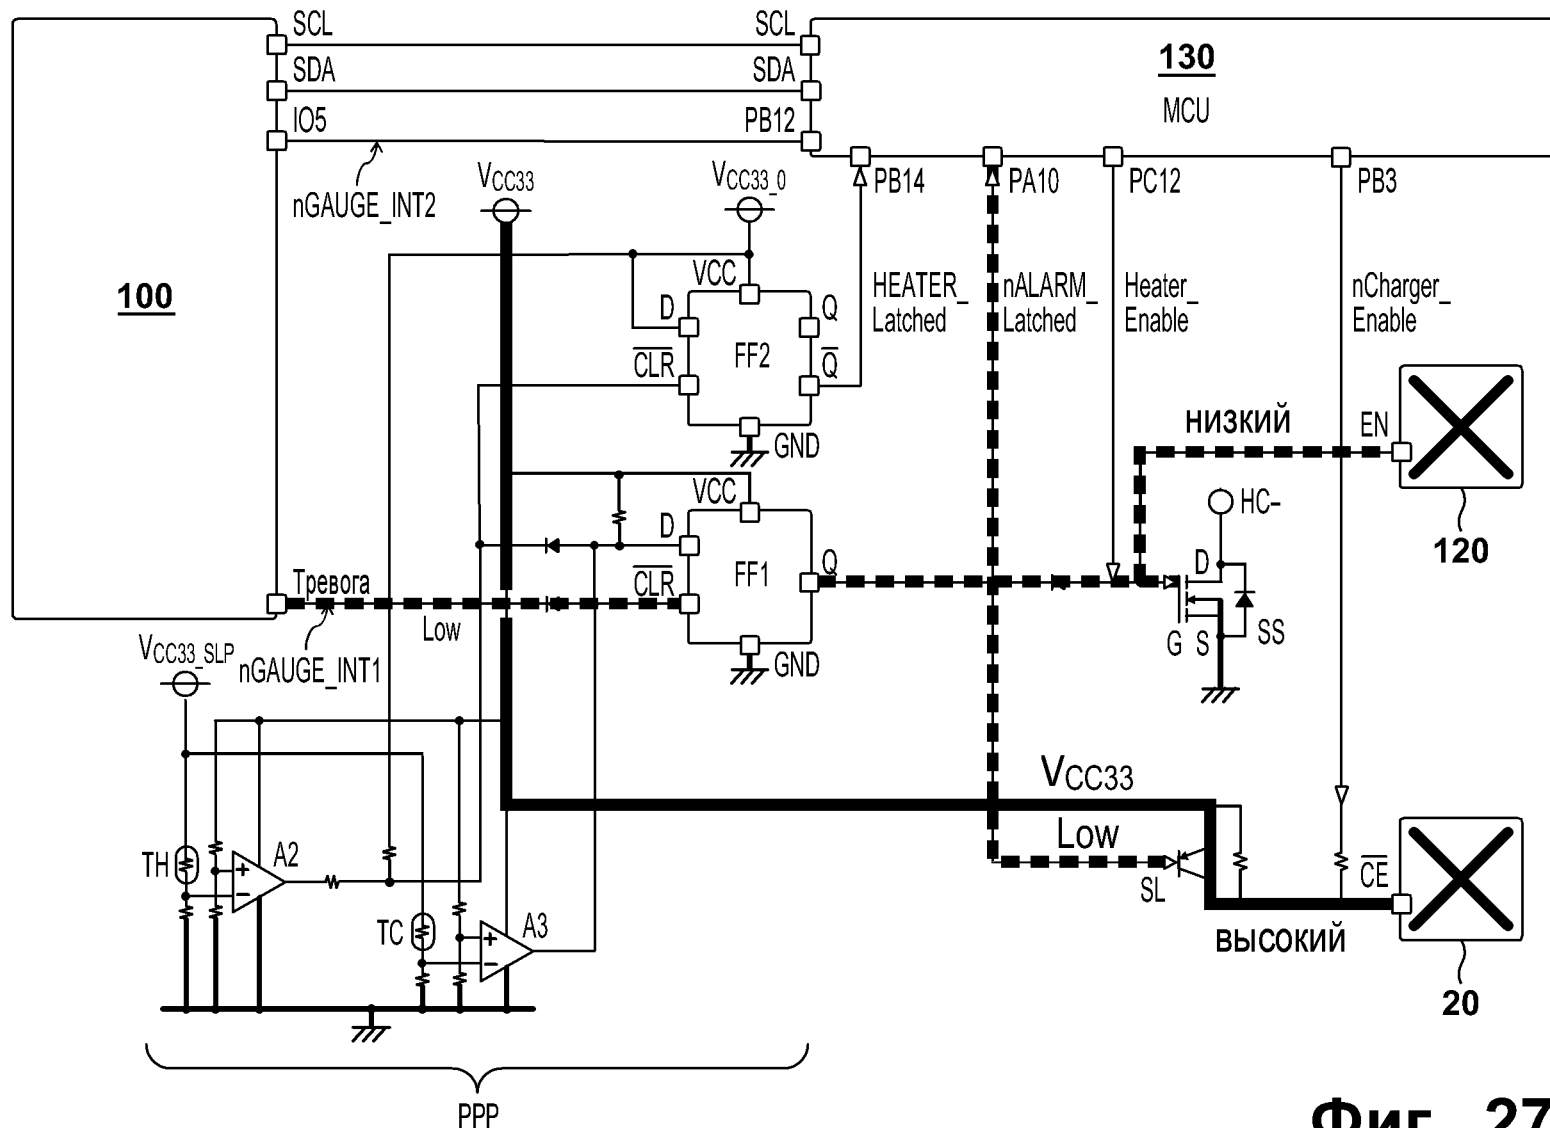 SCL
SCL
SDA
SDA
IO5
PB12
130
MCU
nGAUGE_INT2
VCC33
VCC33_0
PB14
PA10
PC12
PB3
100
VCC
D
Q
CLR
FF2
Q
GND
HEATER_
Latched
nALARM_
Latched
Heater_
Enable
nCharger_
Enable
низкий
EN
120
HC–
VCC
D
CLR
FF1
Q
GND
D
G
S
SS
Тревога
Low
nGAUGE_INT1
VCC33_SLP
VCC33
Low
SL
CE
высокий
20
TH
+
–
A2
TC
+
–
A3
PPP
Фиг. 27